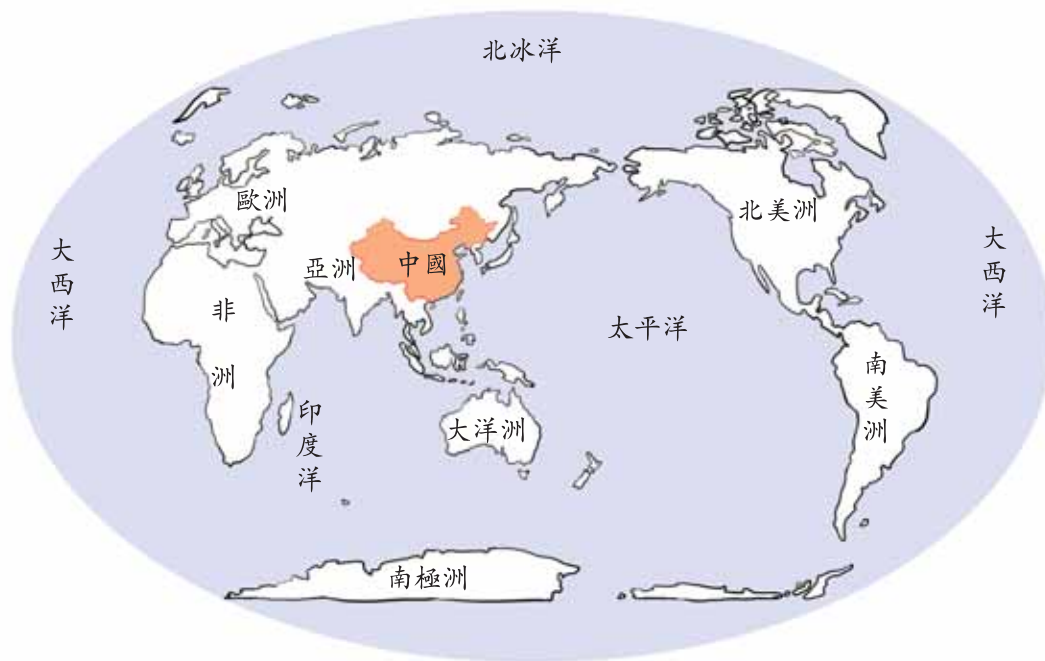 北冰洋
歐洲
北美洲
大西洋
大西洋
亞洲
中國
非洲
太平洋
南美洲
印度洋
大洋洲
南極洲